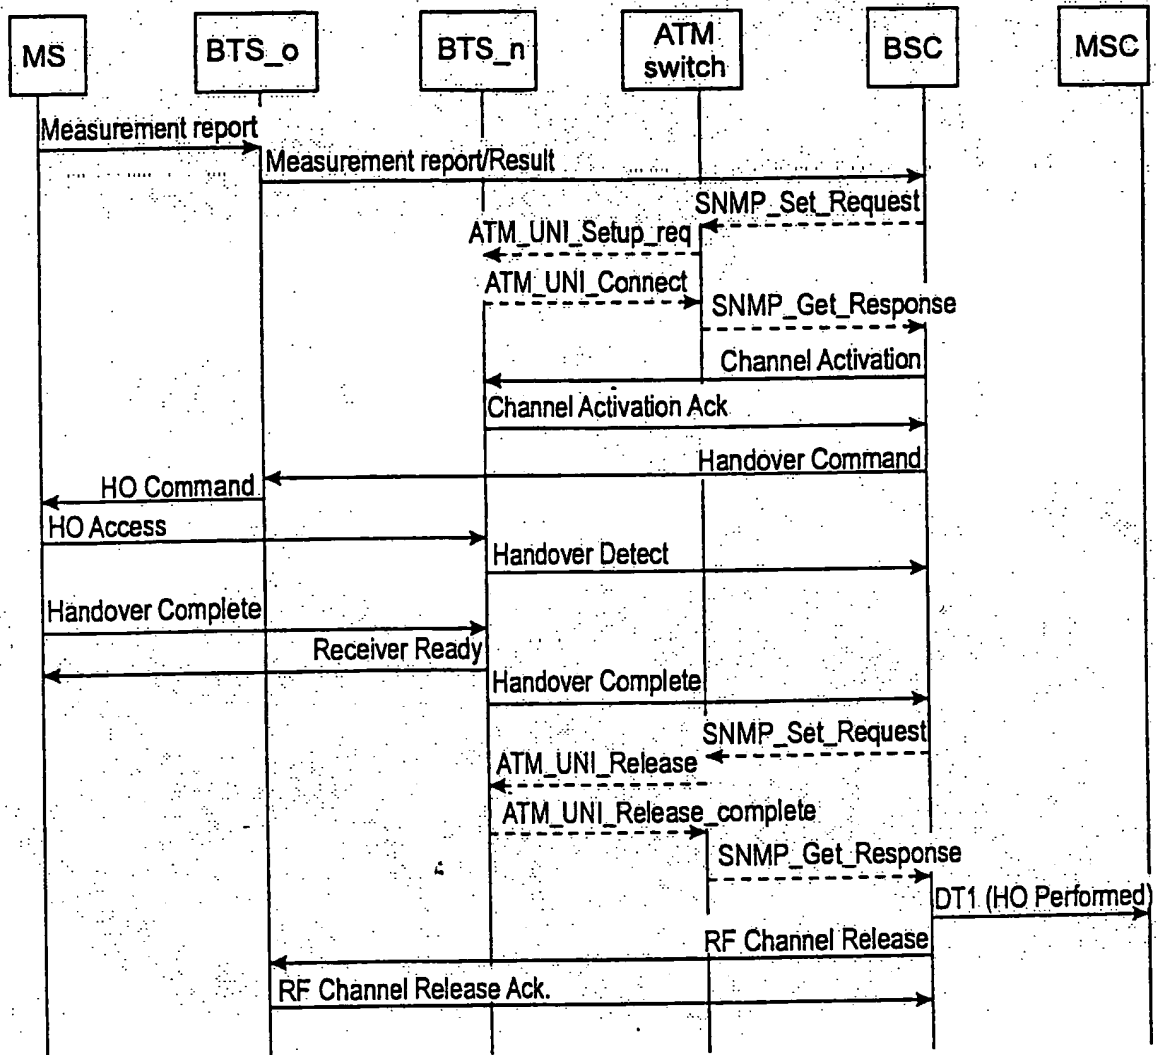 MS
BTS_o
BTS_n
ATM
switch
BSC
MSC
Measurement report
Measurement report/Result
SNMP_Set_Request
ATM_UNI_Setup_req
ATM_UNI_Connect
SNMP_Get_Response
Channel Activation
Channel Activation Ack
Handover Command
HO Command
HO Access
Handover Detect
Handover Complete
Receiver Ready
Handover Complete
SNMP_Set_Request
ATM_UNI_Release
ATM_UNI_Release_complete
SNMP_Get_Response
DT1 (HO Performed)
RF Channel Release
RF Channel Release Ack.